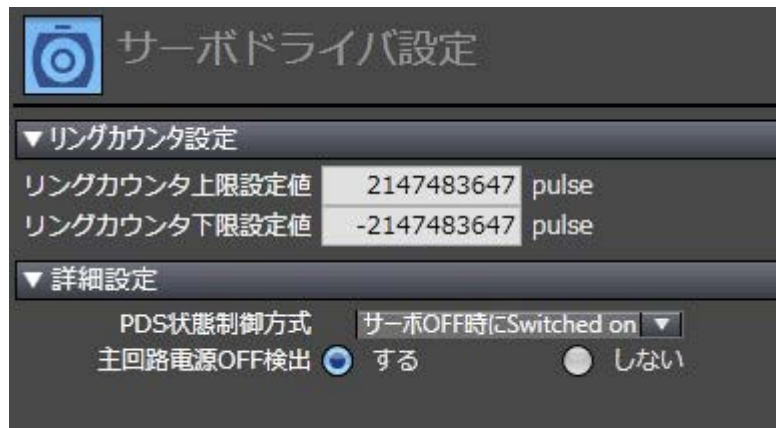 サーボドライバ設定
▼リングカウンタ設定
リングカウンタ上限設定値 2147483647 pulse
リングカウンタ下限設定値 -2147483647 pulse
▼詳細設定
PDS状態制御方式 サーボOFF時にSwitched on ▼
主回路電源OFF検出 する しない